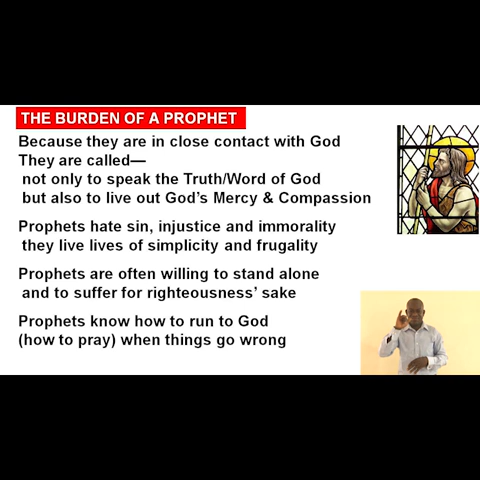 THE BURDEN OF A PROPHET
Because they are in close contact with God
They are called—
not only to speak the Truth/Word of God
but also to live out God's Mercy & Compassion
Prophets hate sin, injustice and immorality
they live lives of simplicity and frugality
Prophets are often willing to stand alone
and to suffer for righteousness' sake
Prophets know how to run to God
(how to pray) when things go wrong